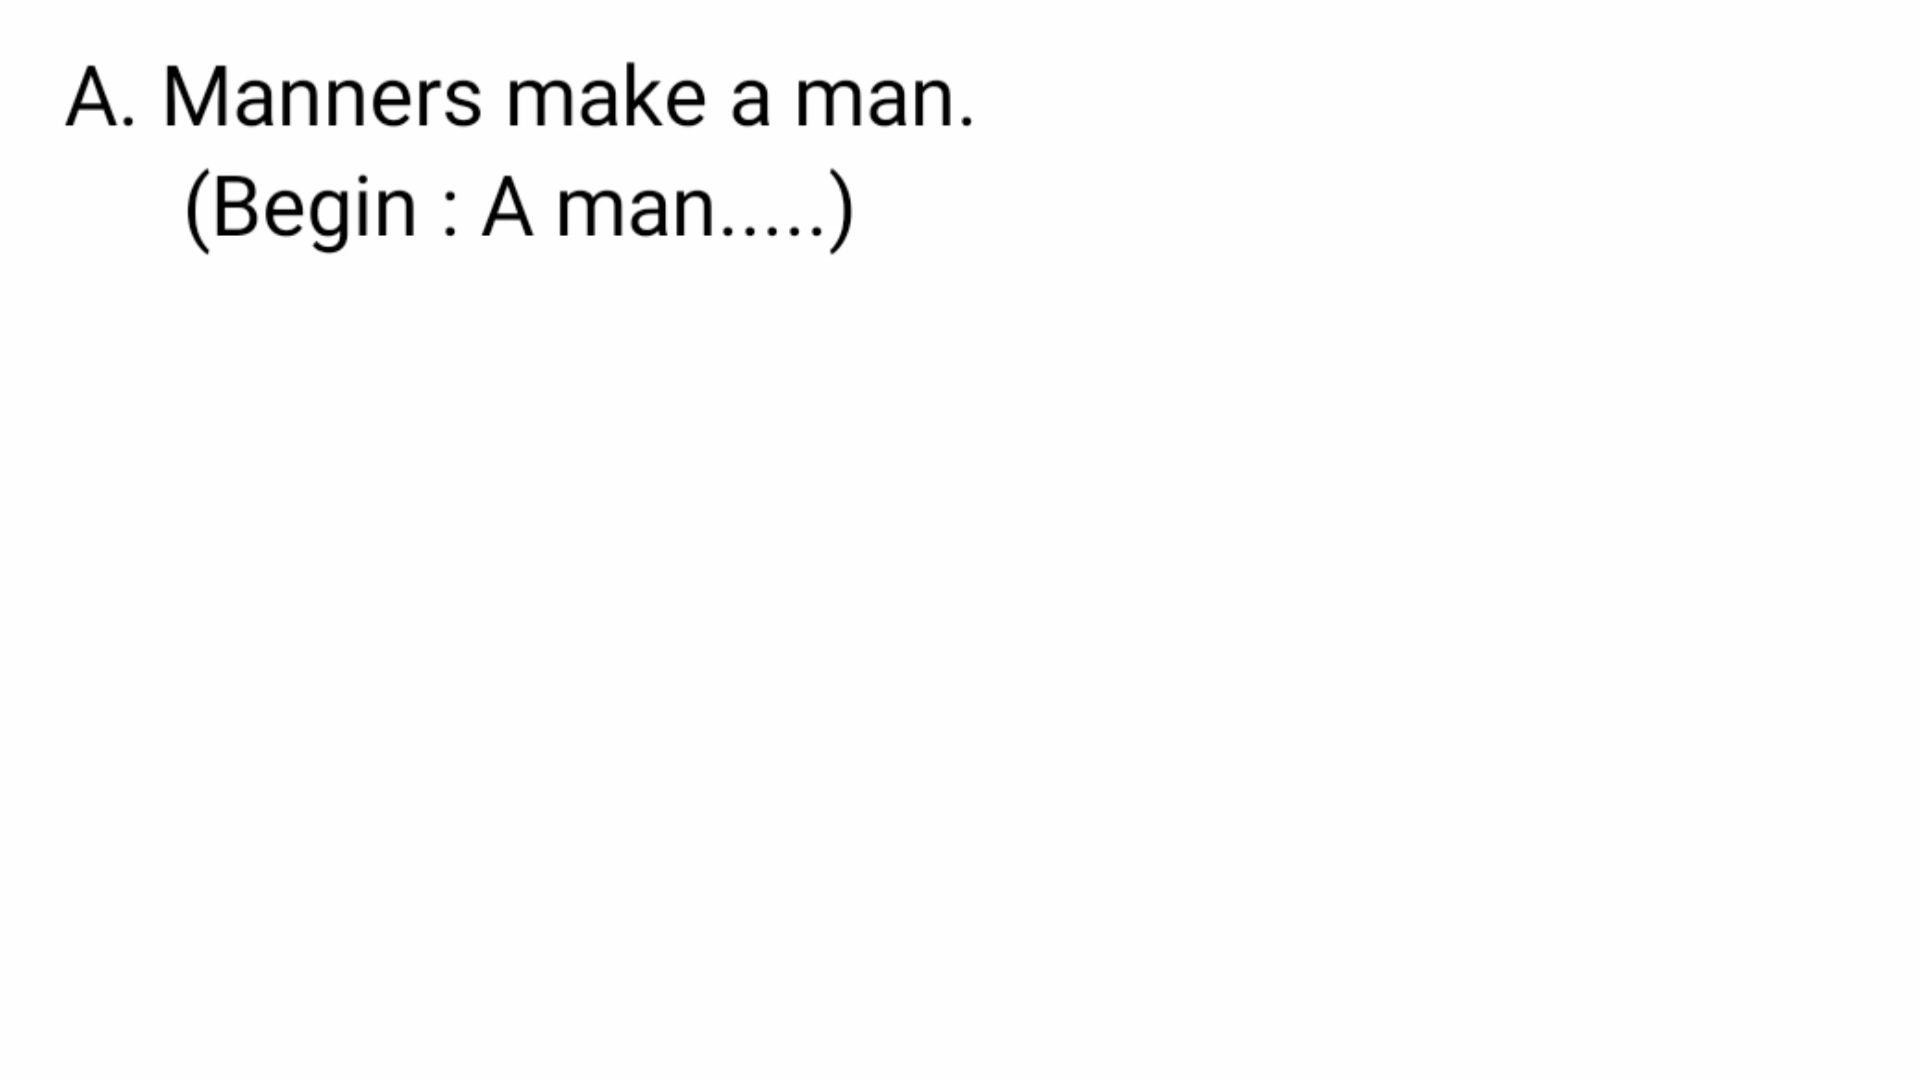 A. Manners make a man.
(Begin : A man.....)